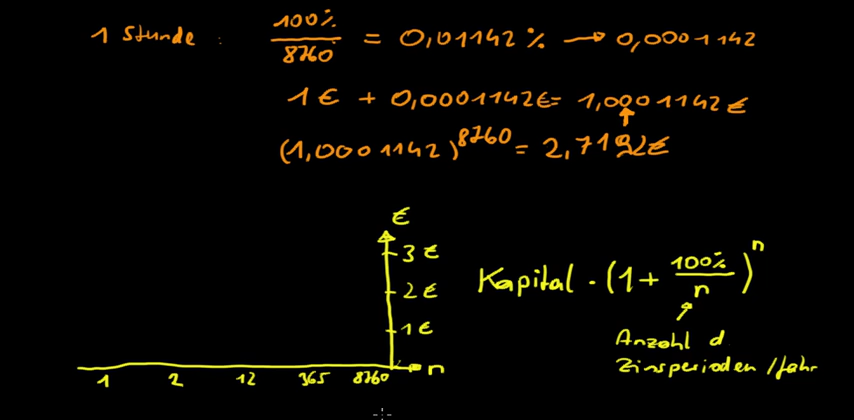 1 Stunde : 100% / 8760 = 0,01142 % → 0,0001142
1 € + 0,0001142€ = 1,0001142€
(1,0001142)^8760 = 2,7192€
€
3 €
2 €
1 €
1 2 12 365 8760 n
Kapital · (1 + 100% / n)^n
Anzahl d
Zinsperioden / Jahr